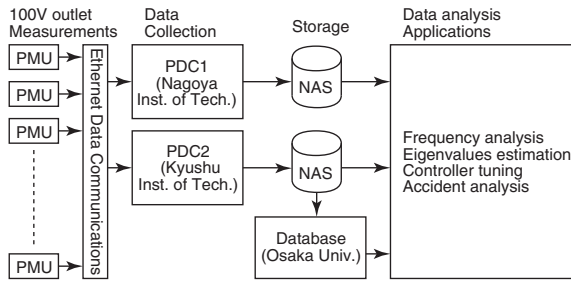 100V outlet
Measurements
Data
Collection
Storage
Data analysis
Applications
PMU
PMU
PMU
PMU
Ethernet Data Communications
PDC1
(Nagoya
Inst. of Tech.)
PDC2
(Kyushu
Inst. of Tech.)
NAS
NAS
Database
(Osaka Univ.)
Frequency analysis
Eigenvalues estimation
Controller tuning
Accident analysis